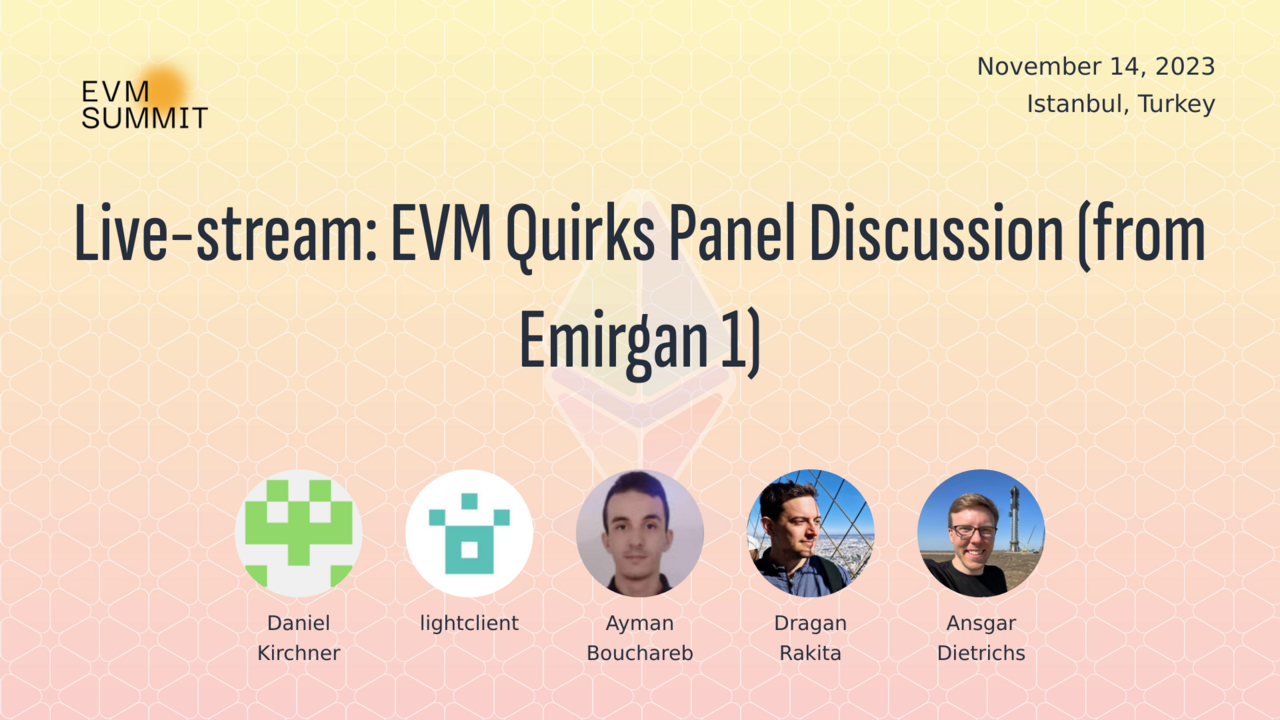 EVM
SUMMIT
November 14, 2023
Istanbul, Turkey
Live-stream: EVM Quirks Panel Discussion (from
Emirgan 1)
Daniel
Kirchner
lightclient
Ayman
Bouchareb
Dragan
Rakita
Ansgar
Dietrichs